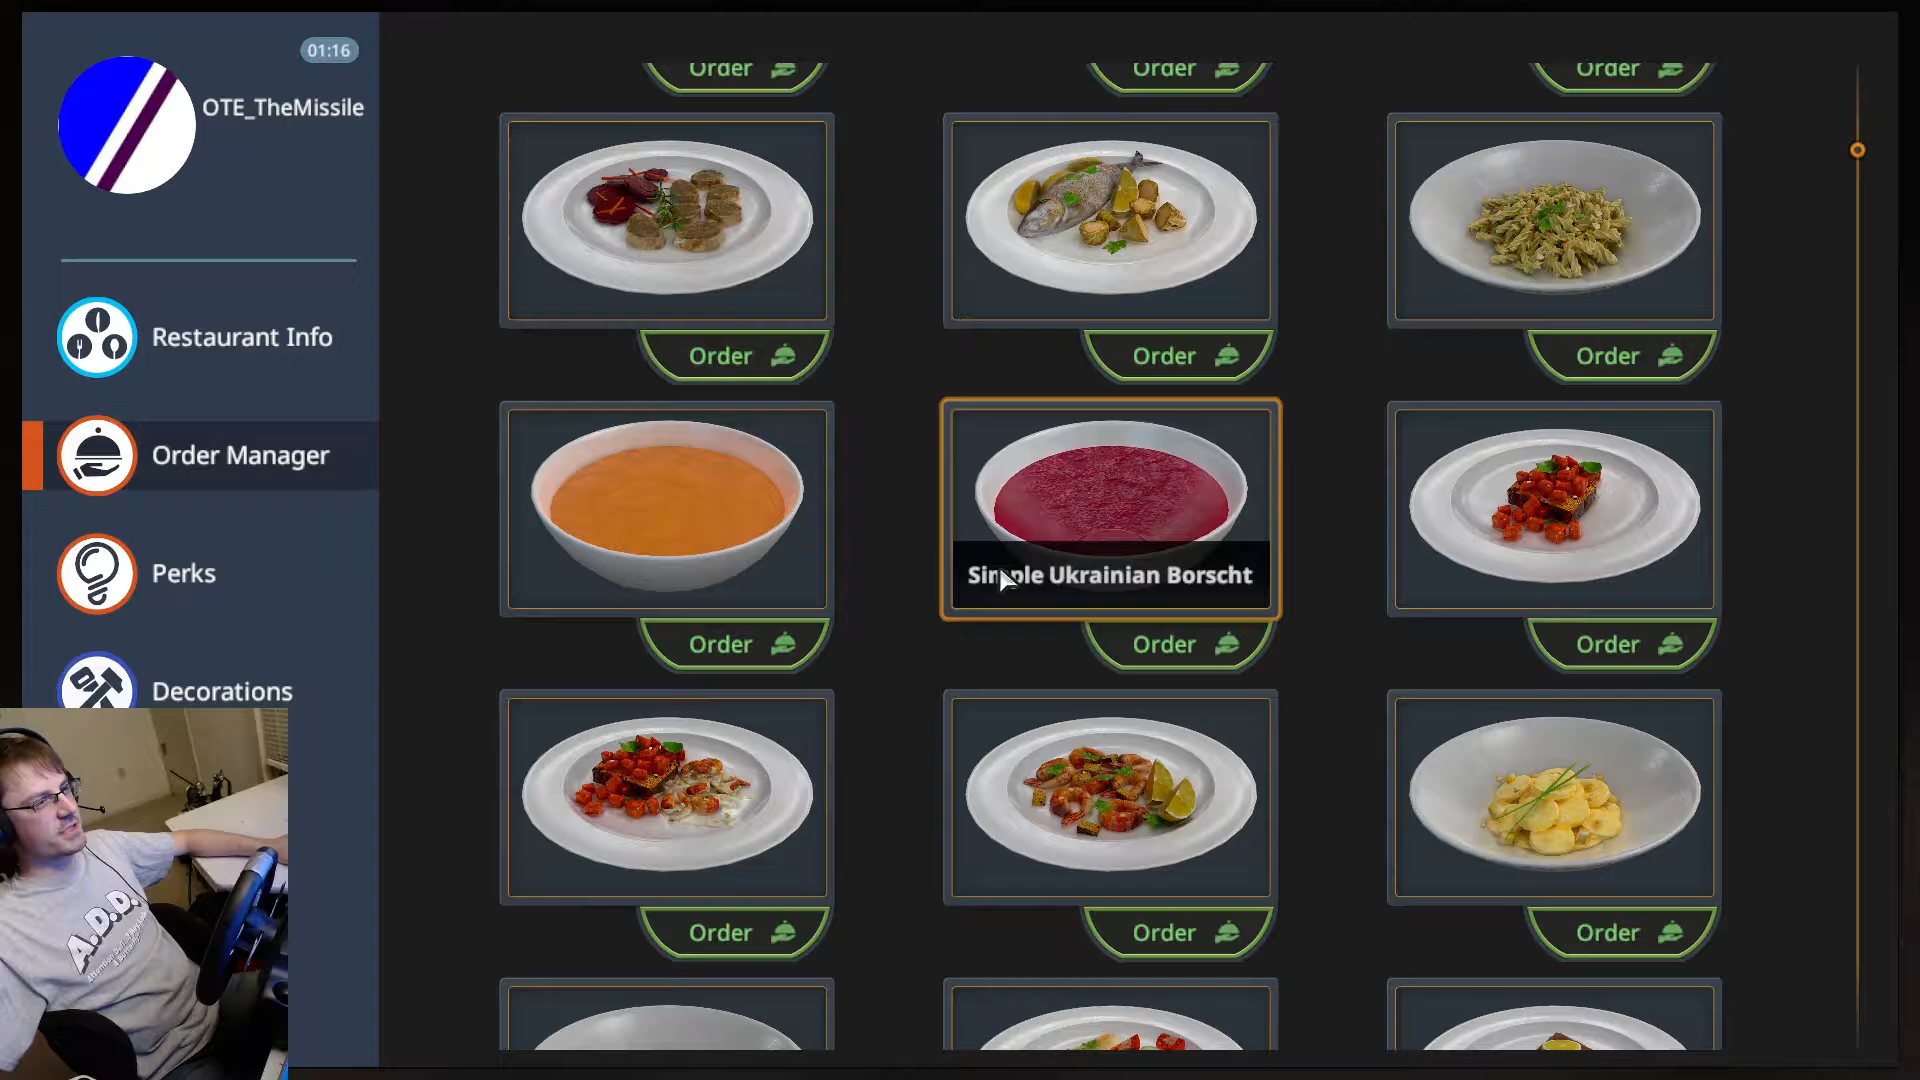 01:16
OTE_TheMissile
Restaurant Info
Order Manager
Perks
Decorations
Order
Order
Order
Order
Order
Order
Simple Ukrainian Borscht
Order
Order
Order
Order
Order
Order
A.D.D.